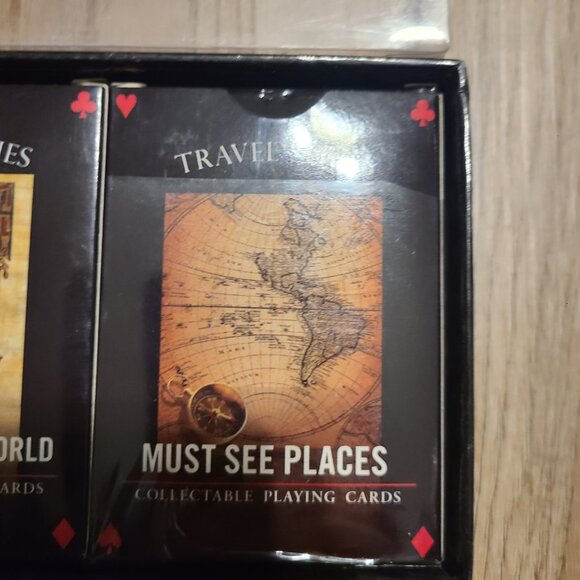 IES
ORLD
ARDS
TRAVEL
MUST SEE PLACES
COLLECTABLE PLAYING CARDS